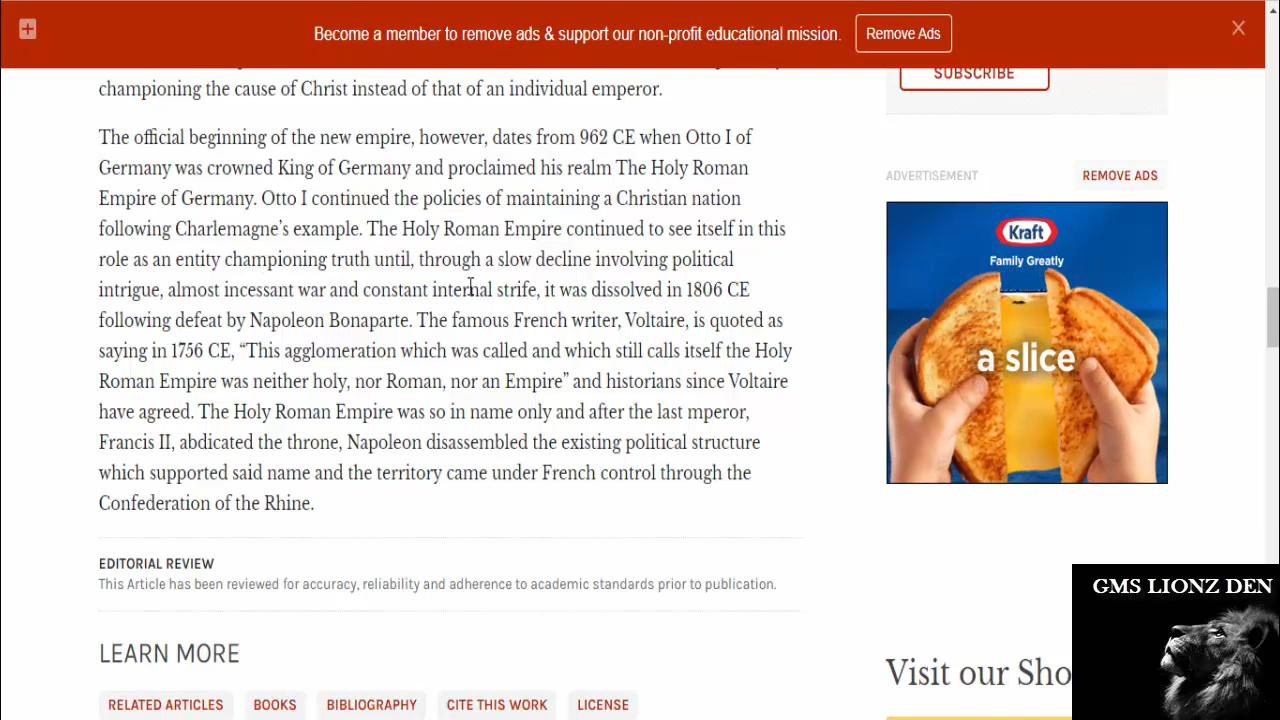 Become a member to remove ads & support our non-profit educational mission.
Remove Ads
championing the cause of Christ instead of that of an individual emperor.
The official beginning of the new empire, however, dates from 962 CE when Otto I of
Germany was crowned King of Germany and proclaimed his realm The Holy Roman
Empire of Germany. Otto I continued the policies of maintaining a Christian nation
following Charlemagne's example. The Holy Roman Empire continued to see itself in this
role as an entity championing truth until, through a slow decline involving political
intrigue, almost incessant war and constant internal strife, it was dissolved in 1806 CE
following defeat by Napoleon Bonaparte. The famous French writer, Voltaire, is quoted as
saying in 1756 CE, “This agglomeration which was called and which still calls itself the Holy
Roman Empire was neither holy, nor Roman, nor an Empire” and historians since Voltaire
have agreed. The Holy Roman Empire was so in name only and after the last mperor,
Francis II, abdicated the throne, Napoleon disassembled the existing political structure
which supported said name and the territory came under French control through the
Confederation of the Rhine.
EDITORIAL REVIEW
This Article has been reviewed for accuracy, reliability and adherence to academic standards prior to publication.
LEARN MORE
RELATED ARTICLES
BOOKS
BIBLIOGRAPHY
CITE THIS WORK
LICENSE
SUBSCRIBE
ADVERTISEMENT
REMOVE ADS
Kraft
Family Greatly
a slice
GMS LIONZ DEN
Visit our Sho